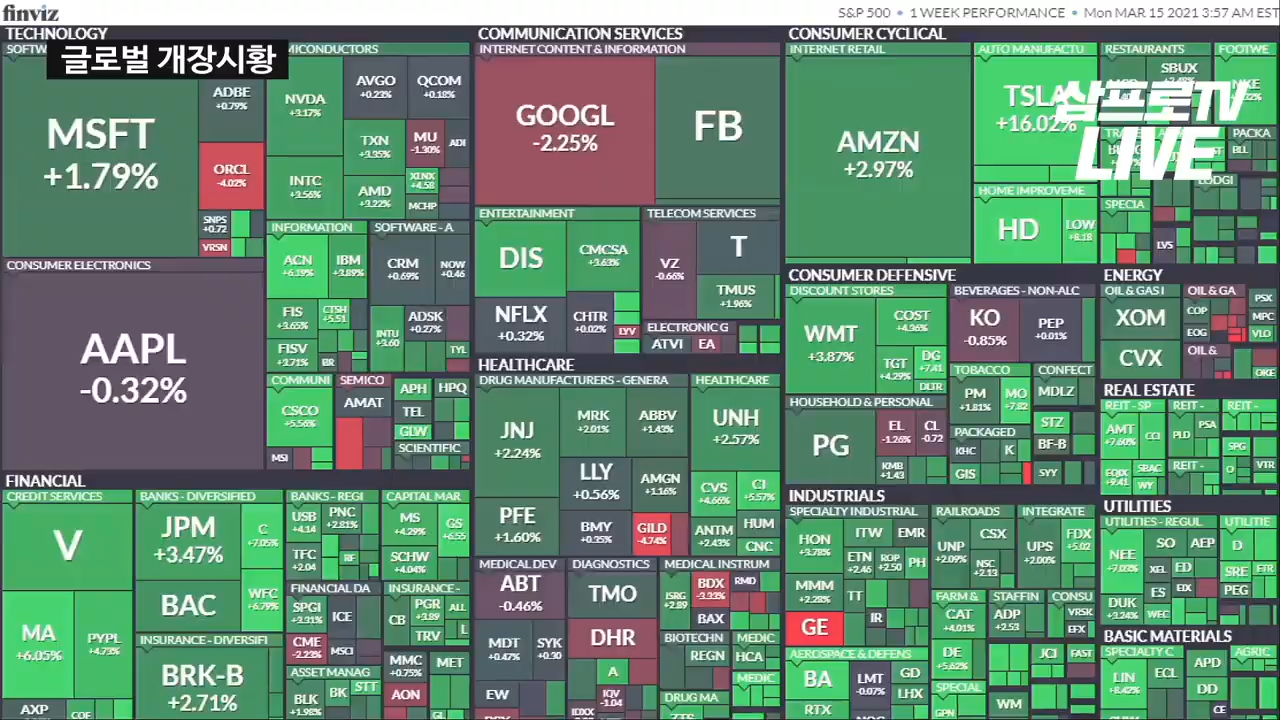 finviz
S&P 500 • 1 WEEK PERFORMANCE • Mon MAR 15 2021 3:57 AM EST
글로벌 개장시황
삼프로TV
LIVE
TECHNOLOGY
MICONDUCTORS
MSFT
+1.79%
ADBE
+0.79%
ORCL
-4.02%
SNPS
+0.72
VRSN
NVDA
+3.17%
AVGO
+0.23%
QCOM
+0.18%
TXN
+3.35%
MU
-1.30%
ADI
INTC
+3.56%
AMD
+3.22%
XLNX
+4.58
MCHP
CONSUMER ELECTRONICS
AAPL
-0.32%
INFORMATION
ACN
+6.19%
IBM
+3.89%
FIS
+3.65%
CTSH
+5.51
FISV
+3.71%
BR
SOFTWARE - A
CRM
+0.69%
NOW
+0.46
INTU
+3.60
ADSK
+0.27%
TYL
COMMUNI
CSCO
+5.56%
MSI
SEMICO
AMAT
APH
HPQ
TEL
GLW
SCIENTIFIC
COMMUNICATION SERVICES
INTERNET CONTENT & INFORMATION
GOOGL
-2.25%
FB
ENTERTAINMENT
DIS
CMCSA
+3.63%
NFLX
+0.32%
CHTR
+0.02%
LYV
TELECOM SERVICES
VZ
-0.66%
T
TMUS
+1.96%
ELECTRONIC G
ATVI
EA
CONSUMER CYCLICAL
INTERNET RETAIL
AMZN
+2.97%
AUTO MANUFACTU
TSLA
+16.02%
HOME IMPROVEME
HD
LOW
+8.18
RESTAURANTS
SBUX
FOOTWE
PACKA
BLL
LODGI
SPECIA
LVS
CONSUMER DEFENSIVE
DISCOUNT STORES
WMT
+3.87%
COST
+4.36%
TGT
+4.29%
DG
+7.41
DLTR
BEVERAGES - NON-ALC
KO
-0.85%
PEP
+0.01%
TOBACCO
PM
+1.81%
MO
+7.82
CONFECT
MDLZ
HOUSEHOLD & PERSONAL
PG
EL
-1.26%
CL
-0.72
KMB
+1.43
PACKAGED
KHC
K
GIS
STZ
BF-B
SYY
ENERGY
OIL & GAS I
XOM
CVX
OIL & GA
COP
EOG
OIL &
PSX
MPC
VLO
OKE
REAL ESTATE
REIT - SP
AMT
+7.60%
CCI
EQIX
+9.41
SBAC
WY
REIT -
PLD
PSA
REIT -
REIT -
SPG
O
VTR
HEALTHCARE
DRUG MANUFACTURERS - GENERA
JNJ
+2.24%
MRK
+2.01%
ABBV
+1.43%
LLY
+0.56%
AMGN
+1.16%
PFE
+1.60%
BMY
+0.35%
GILD
-4.74%
HEALTHCARE
UNH
+2.57%
CVS
+4.66%
CI
+5.57%
ANTM
+2.43%
HUM
CNC
MEDICAL DEV
ABT
-0.46%
MDT
+0.47%
SYK
+0.30
EW
DIAGNOSTICS
TMO
DHR
A
IQV
-1.04
IDXX
MEDICAL INSTRUM
ISRG
+2.89
BDX
-3.33%
RMD
BAX
BIOTECHN
REGN
MEDIC
HCA
MEDIC
DRUG MA
ZTS
FINANCIAL
CREDIT SERVICES
V
MA
+6.05%
PYPL
+4.73%
AXP
COF
BANKS - DIVERSIFIED
JPM
+3.47%
C
+7.05%
BAC
WFC
+6.79%
INSURANCE - DIVERSIFI
BRK-B
+2.71%
BANKS - REGI
USB
+4.14
PNC
+2.81%
TFC
+2.04
RF
CAPITAL MAR
MS
+4.29%
GS
+6.55
SCHW
+4.04%
FINANCIAL DA
SPGI
+3.31%
ICE
CME
-2.23%
MSCI
INSURANCE -
CB
PGR
+3.89
ALL
TRV
L
ASSET MANAG
BLK
+1.98%
BK
STT
MMC
+0.75%
MET
AON
INDUSTRIALS
SPECIALTY INDUSTRIAL
HON
+3.78%
ITW
EMR
ETN
+2.46
ROP
+2.50
PH
MMM
+2.28%
TT
GE
IR
RAILROADS
UNP
+2.09%
CSX
NSC
+2.13
INTEGRATE
UPS
+2.00%
FDX
+5.02
FARM &
CAT
+4.01%
DE
+5.62%
STAFFIN
ADP
+2.53
CONSU
VRSK
EFX
JCI
FAST
AEROSPACE & DEFENS
BA
LMT
-0.07%
GD
LHX
RTX
SPECIAL
GPN
WM
UTILITIES
UTILITIES - REGUL
NEE
+7.03%
SO
AEP
XEL
ED
ES
EIX
DUK
+3.24%
WEC
UTILITIE
D
SRE
ETR
PEG
BASIC MATERIALS
SPECIALTY C
LIN
+8.42%
ECL
APD
DD
CE
AGRIC